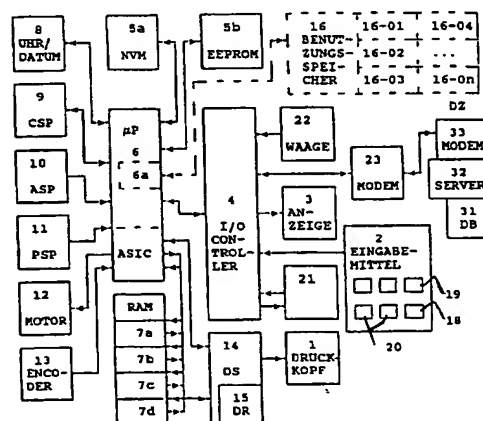 8
UHR/
DATUM
5a
NVM
5b
EEPROM
16
BENUT-
ZUNGS-
SPEI-
CHER
16-01
16-04
16-02
...
16-03
16-0n
9
CSP
10
ASP
11
PSP
12
MOTOR
13
ENCO-
DER
µP
6
6a
ASIC
4
I/O
CON-
TROL-
LER
22
WAAGE
3
AN-
ZEIGE
21
23
MODEM
DZ
33
MODEM
32
SERVER
31
DB
2
EINGABE-
MITTEL
19
18
20
RAM
7a
7b
7c
7d
14
OS
15
DR
1
DRUCK-
KOPF